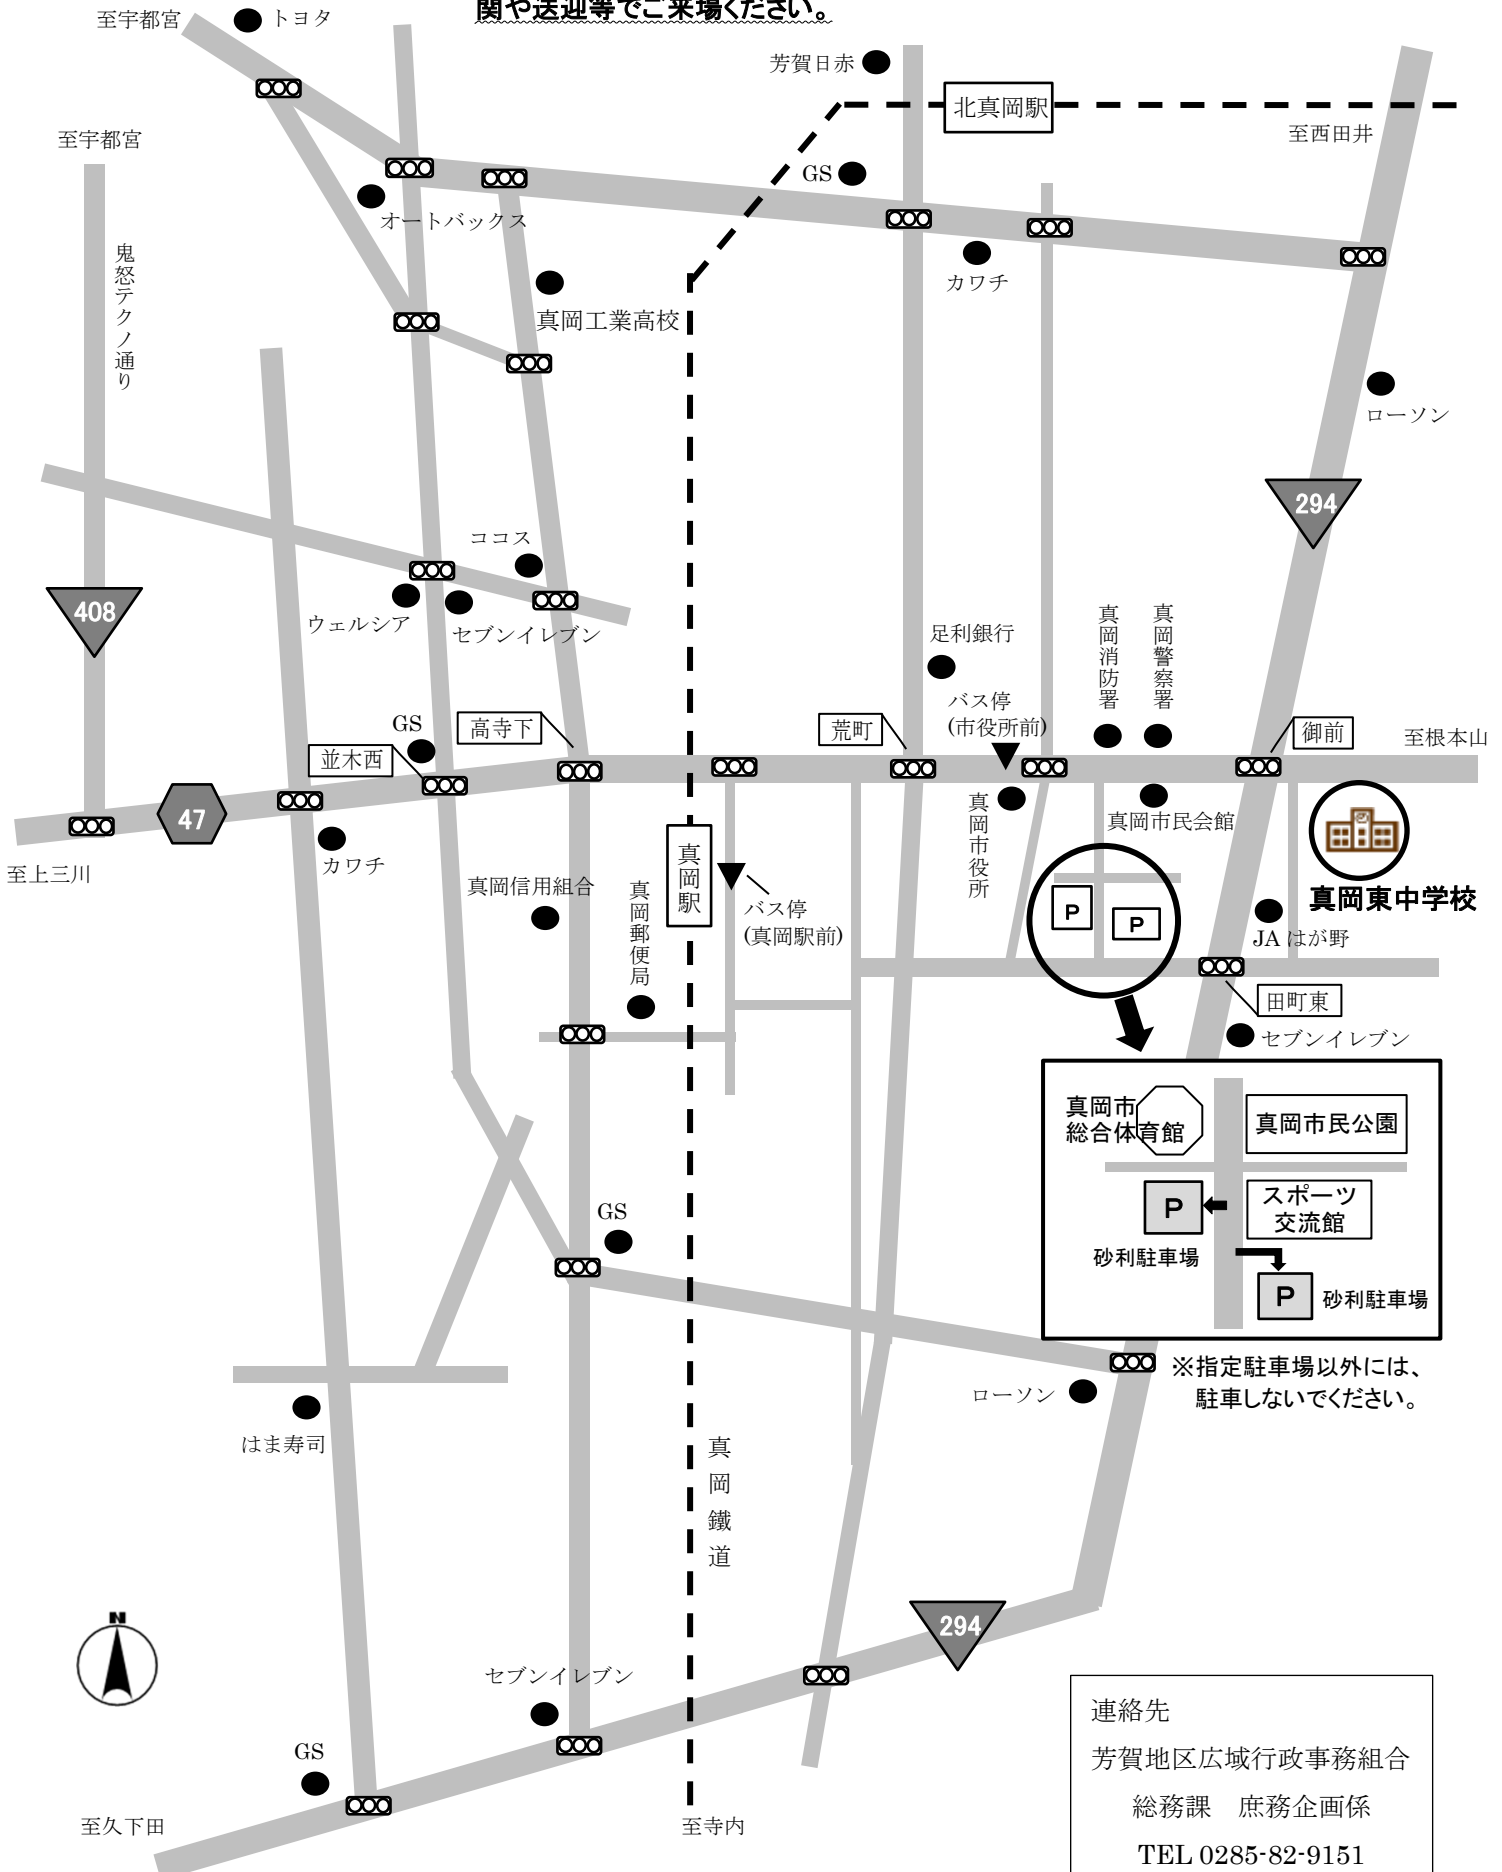 関や送迎等でご来場ください。
至宇都宮
トヨタ
芳賀日赤
北真岡駅
至西田井
至宇都宮
GS
オートバックス
鬼怒テクノ通り
カワチ
真岡工業高校
ローソン
294
ココス
408
ウェルシア
セブンイレブン
足利銀行
真岡消防署
真岡警察署
バス停
(市役所前)
GS
高寺下
荒町
御前
至根本山
並木西
47
真岡市役所
真岡市民会館
至上三川
カワチ
真岡信用組合
真岡郵便局
真岡駅
バス停
(真岡駅前)
P
P
真岡東中学校
JAはが野
田町東
セブンイレブン
真岡市
総合体育館
真岡市民公園
P
スポーツ
交流館
砂利駐車場
P
砂利駐車場
GS
※指定駐車場以外には、
駐車しないでください。
ローソン
はま寿司
真岡鐵道
N
294
セブンイレブン
GS
至久下田
至寺内
連絡先
芳賀地区広域行政事務組合
総務課 庶務企画係
TEL 0285-82-9151